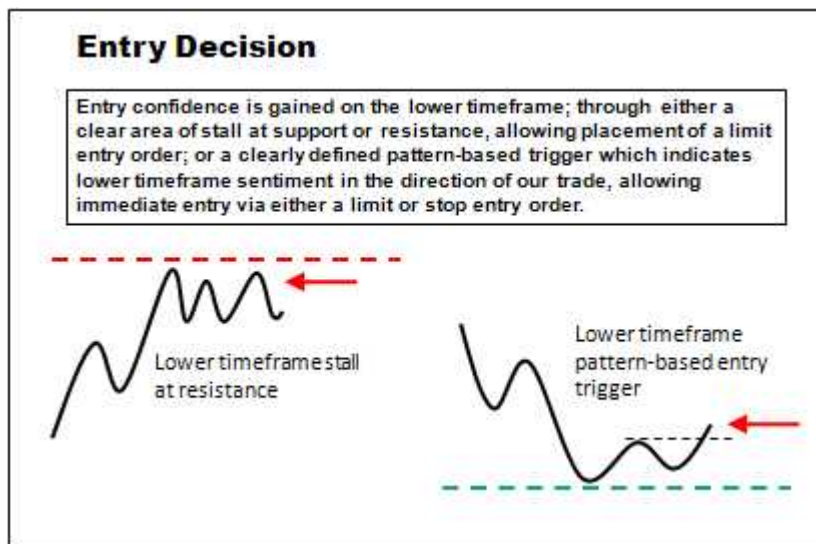 Entry Decision
Entry confidence is gained on the lower timeframe; through either a
clear area of stall at support or resistance, allowing placement of a limit
entry order; or a clearly defined pattern-based trigger which indicates
lower timeframe sentiment in the direction of our trade, allowing
immediate entry via either a limit or stop entry order.
Lower timeframe stall
at resistance
Lower timeframe
pattern-based entry
trigger